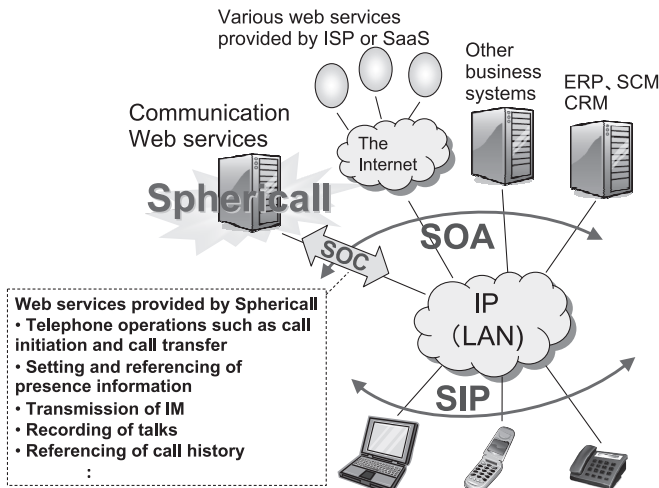 Various web services
provided by ISP or SaaS
Other
business
systems
ERP、SCM
CRM
Communication
Web services
The
Internet
Sphericall
SOA
SOC
IP
(LAN)
SIP
Web services provided by Sphericall
• Telephone operations such as call
initiation and call transfer
• Setting and referencing of
presence information
• Transmission of IM
• Recording of talks
• Referencing of call history
: